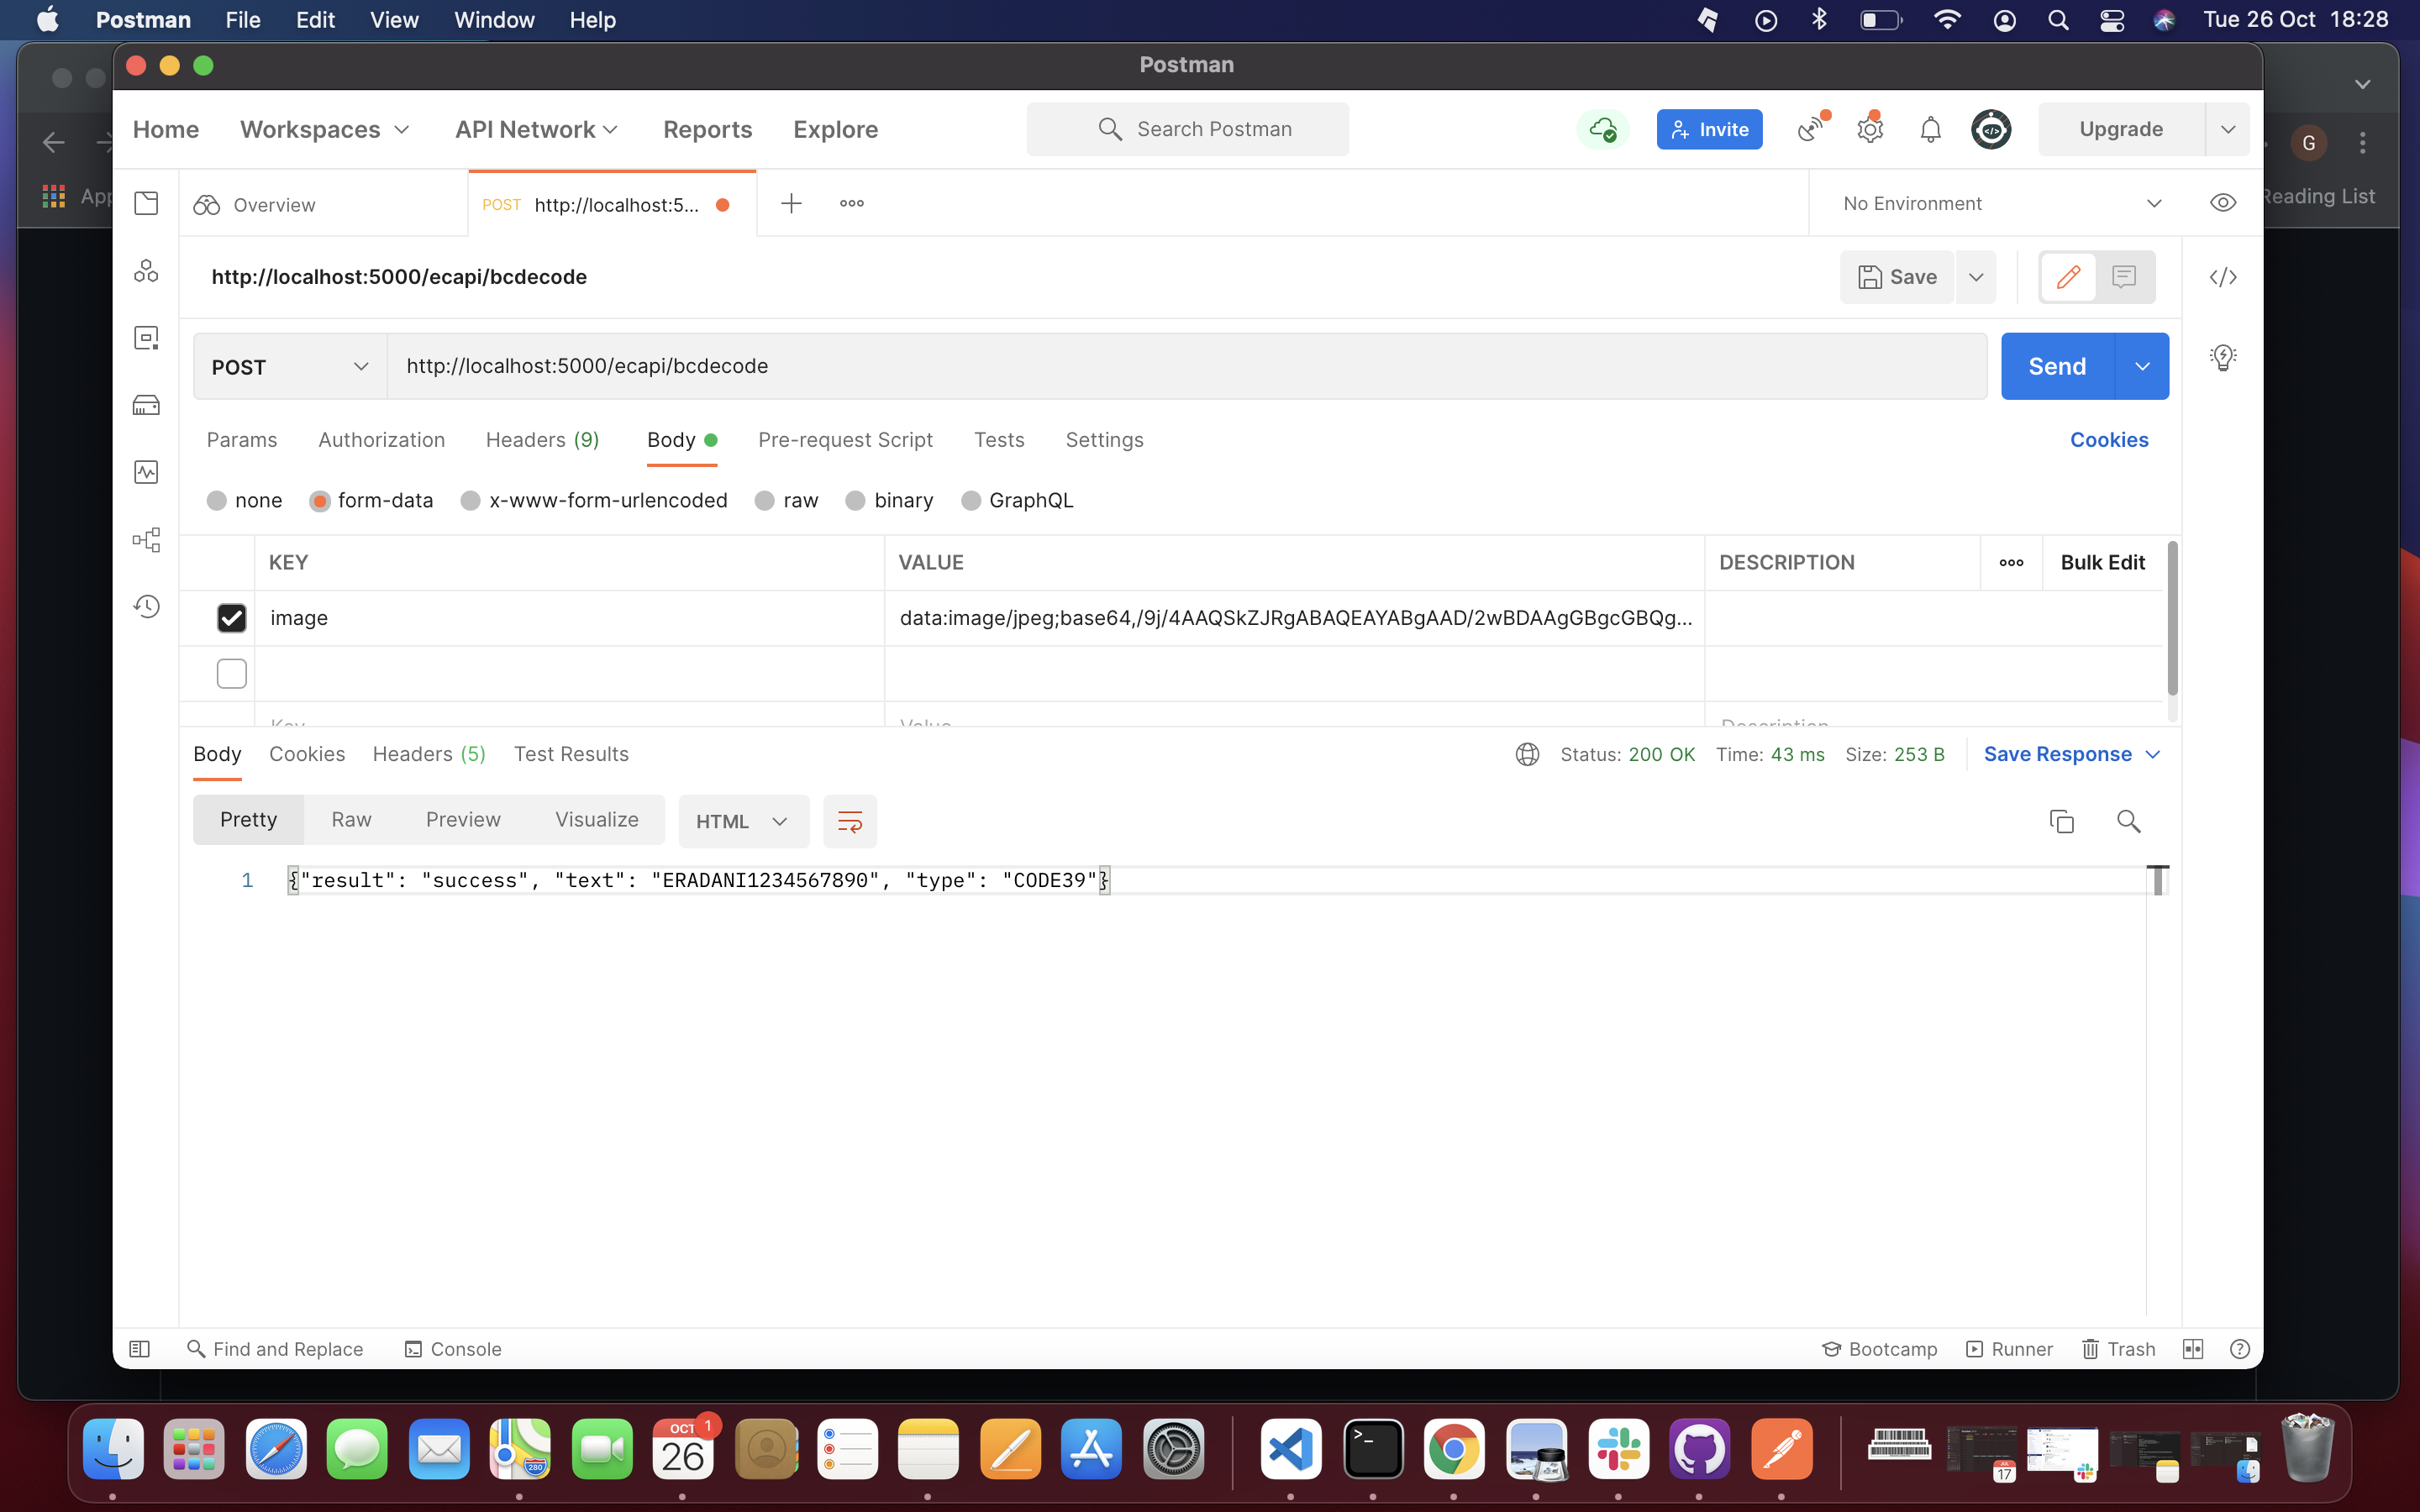 Postman File Edit View Window Help Tue 26 Oct 18:28
Postman
Home Workspaces API Network Reports Explore Search Postman Invite Upgrade
G
App
Reading List
Overview POST http://localhost:5... No Environment
http://localhost:5000/ecapi/bcdecode Save
POST http://localhost:5000/ecapi/bcdecode Send
Params Authorization Headers (9) Body Pre-request Script Tests Settings Cookies
none form-data x-www-form-urlencoded raw binary GraphQL
KEY VALUE DESCRIPTION Bulk Edit
image data:image/jpeg;base64,/9j/4AAQSkZJRgABAQEAYABgAAD/2wBDAAgGBgcGBQg...
Key Value Description
Body Cookies Headers (5) Test Results Status: 200 OK Time: 43 ms Size: 253 B Save Response
Pretty Raw Preview Visualize HTML
1 {"result": "success", "text": "ERADANI1234567890", "type": "CODE39"}
Find and Replace Console Bootcamp Runner Trash
OCT 1
26
280
17